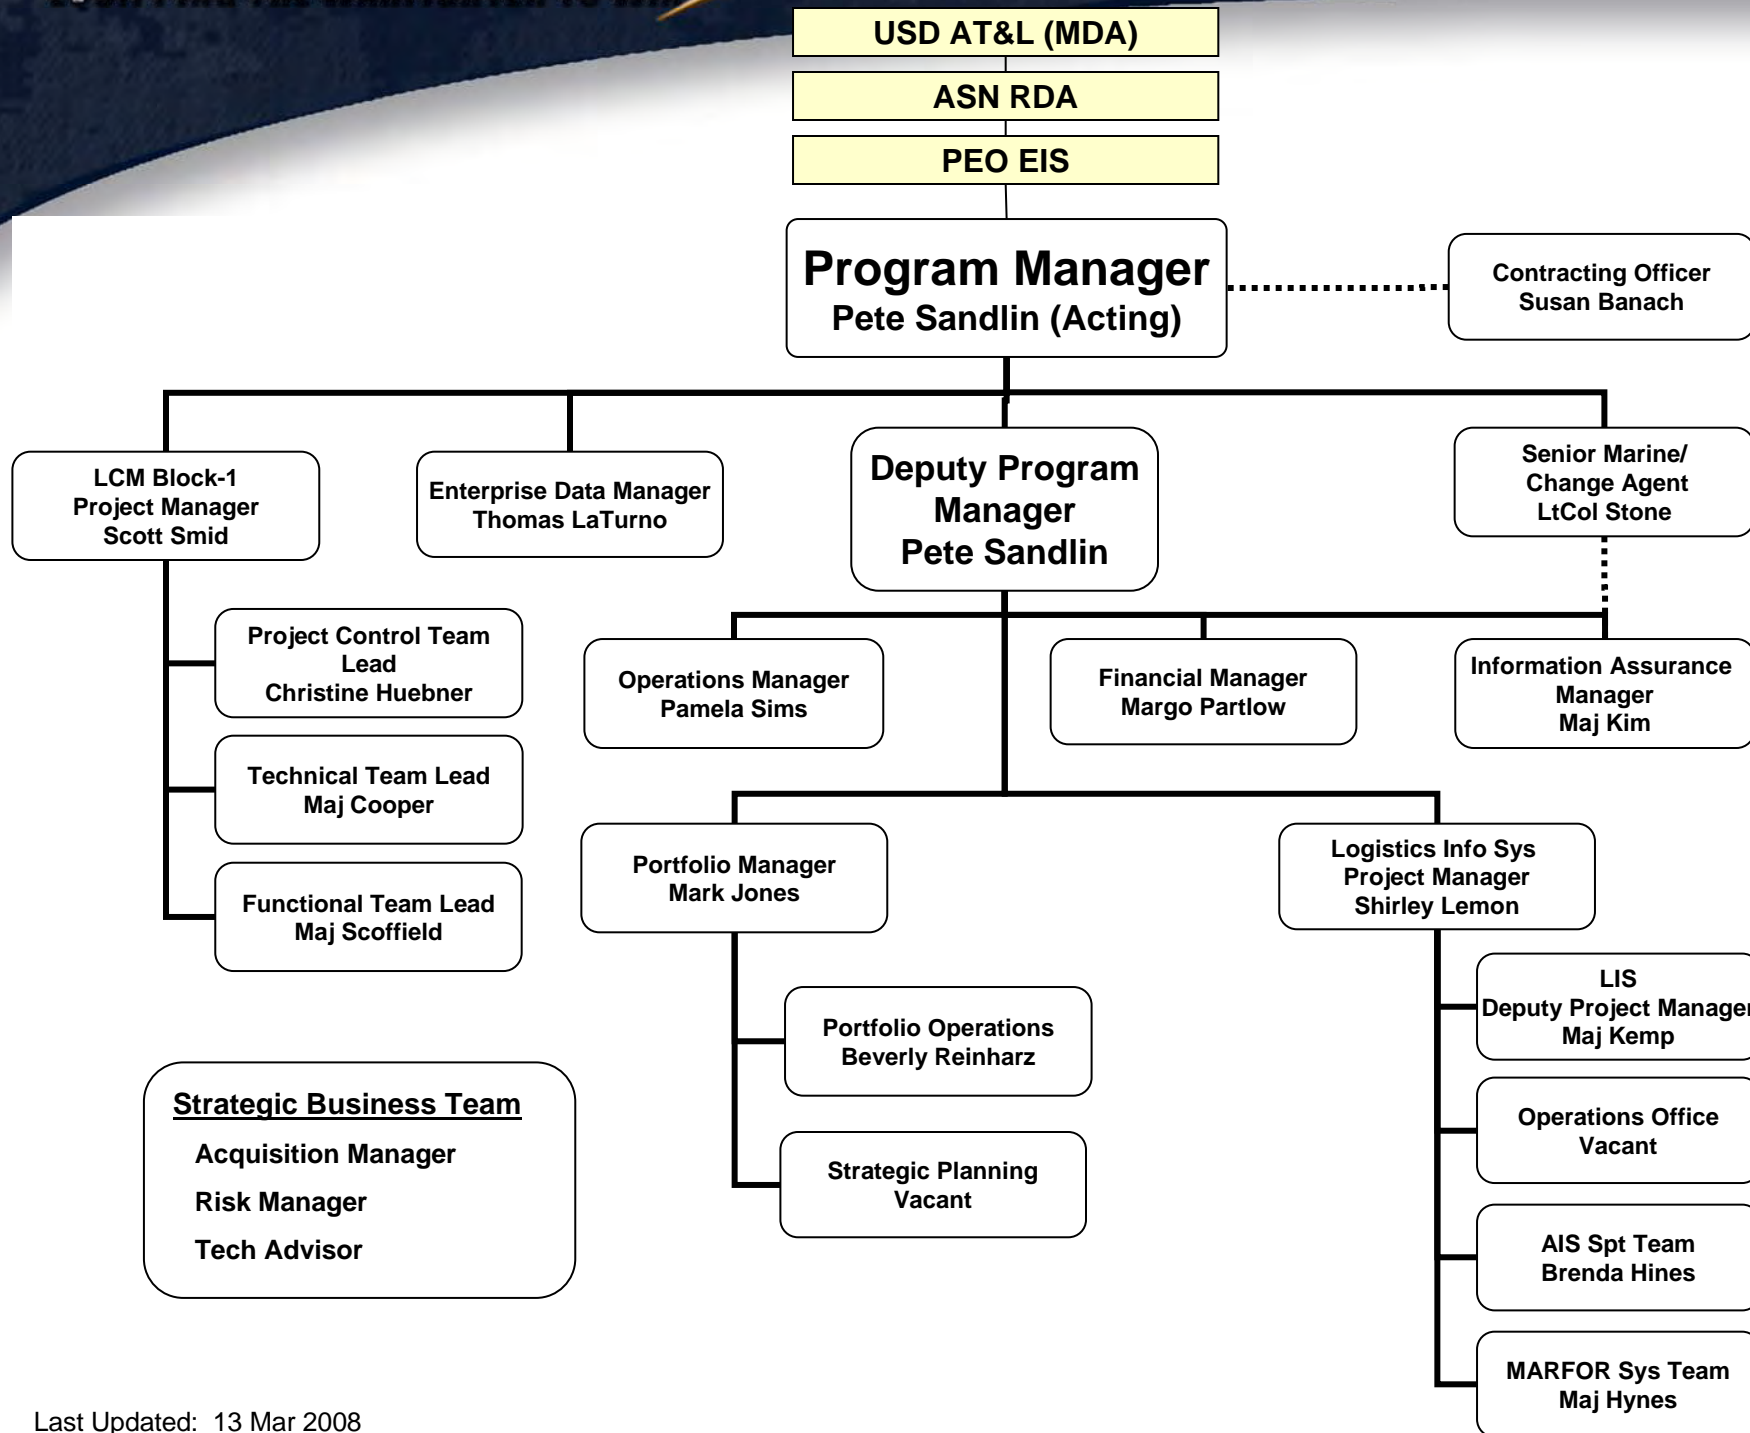 USD AT&L (MDA)
ASN RDA
PEO EIS
Program Manager
Pete Sandlin (Acting)
Contracting Officer
Susan Banach
LCM Block-1
Project Manager
Scott Smid
Enterprise Data Manager
Thomas LaTurno
Deputy Program
Manager
Pete Sandlin
Senior Marine/
Change Agent
LtCol Stone
Project Control Team
Lead
Christine Huebner
Operations Manager
Pamela Sims
Financial Manager
Margo Partlow
Information Assurance
Manager
Maj Kim
Technical Team Lead
Maj Cooper
Functional Team Lead
Maj Scoffield
Portfolio Manager
Mark Jones
Logistics Info Sys
Project Manager
Shirley Lemon
LIS
Deputy Project Manager
Maj Kemp
Portfolio Operations
Beverly Reinharz
Operations Office
Vacant
Strategic Planning
Vacant
AIS Spt Team
Brenda Hines
MARFOR Sys Team
Maj Hynes
Strategic Business Team
Acquisition Manager
Risk Manager
Tech Advisor
Last Updated: 13 Mar 2008